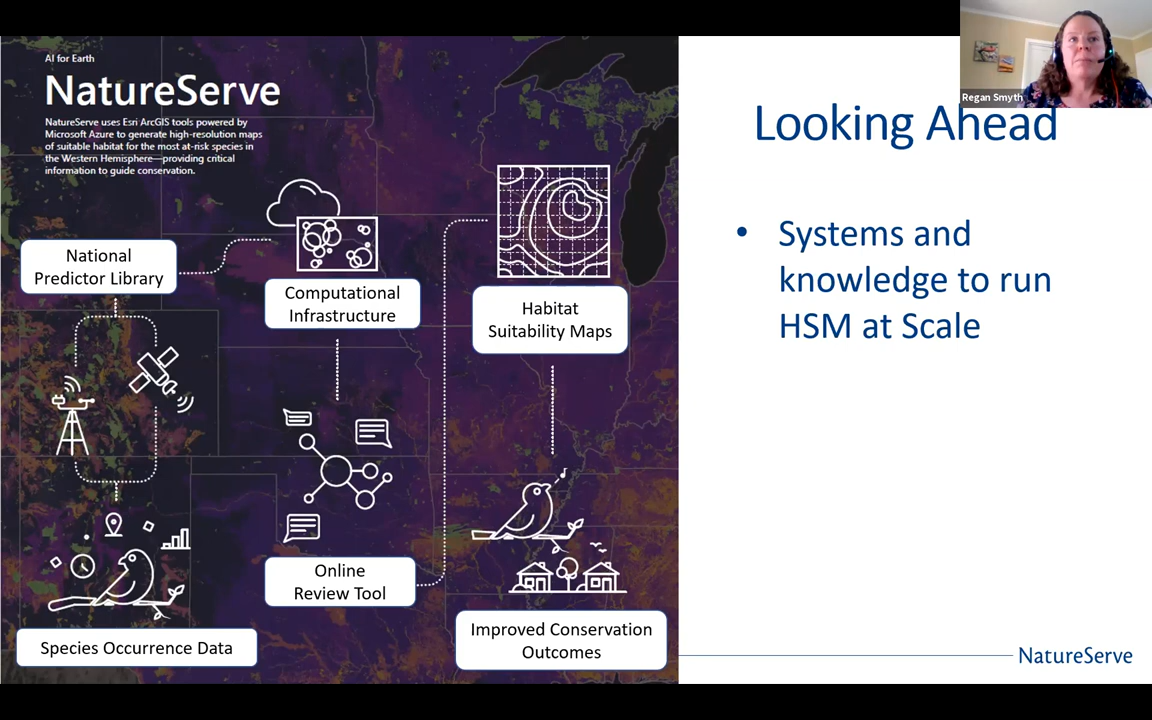 AI for Earth
NatureServe
NatureServe uses Esri ArcGIS tools powered by
Microsoft Azure to generate high-resolution maps
of suitable habitat for the most at-risk species in
the Western Hemisphere—providing critical
information to guide conservation.
National
Predictor Library
Computational
Infrastructure
Habitat
Suitability Maps
Online
Review Tool
Species Occurrence Data
Improved Conservation
Outcomes
Regan Smyth
Looking Ahead
• Systems and
knowledge to run
HSM at Scale
NatureServe